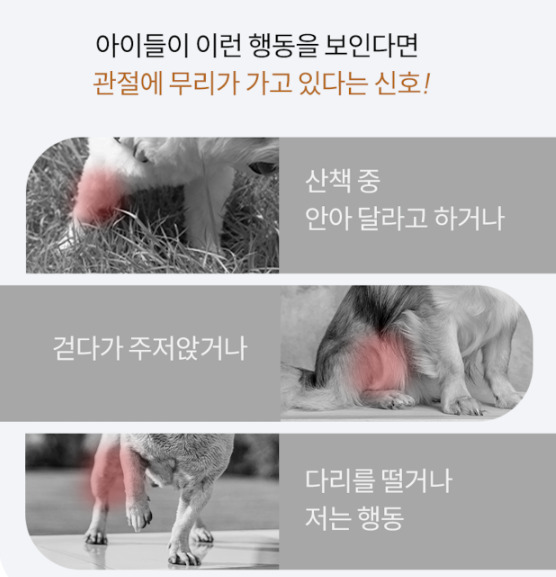 아이들이 이런 행동을 보인다면
관절에 무리가 가고 있다는 신호!
산책 중
안아 달라고 하거나
걷다가 주저앉거나
다리를 떨거나
저는 행동